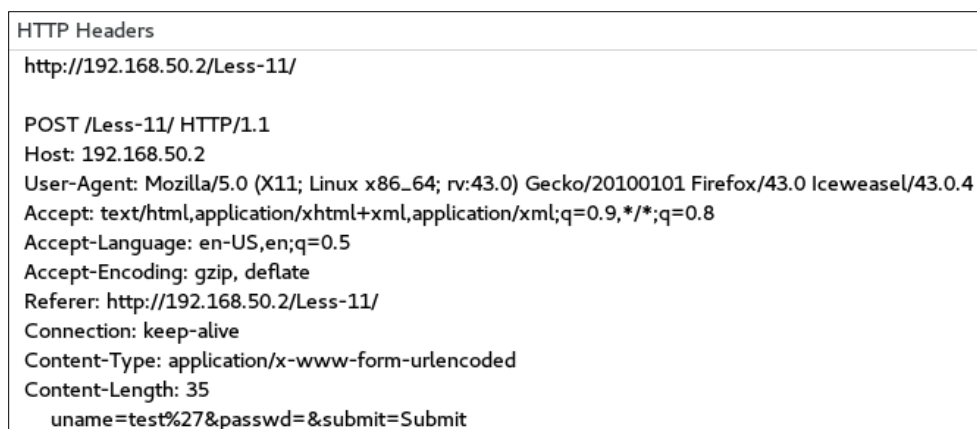 HTTP Headers
http://192.168.50.2/Less-11/
POST /Less-11/ HTTP/1.1
Host: 192.168.50.2
User-Agent: Mozilla/5.0 (X11; Linux x86_64; rv:43.0) Gecko/20100101 Firefox/43.0 Iceweasel/43.0.4
Accept: text/html,application/xhtml+xml,application/xml;q=0.9,*/*;q=0.8
Accept-Language: en-US,en;q=0.5
Accept-Encoding: gzip, deflate
Referer: http://192.168.50.2/Less-11/
Connection: keep-alive
Content-Type: application/x-www-form-urlencoded
Content-Length: 35
uname=test%27&passwd=&submit=Submit